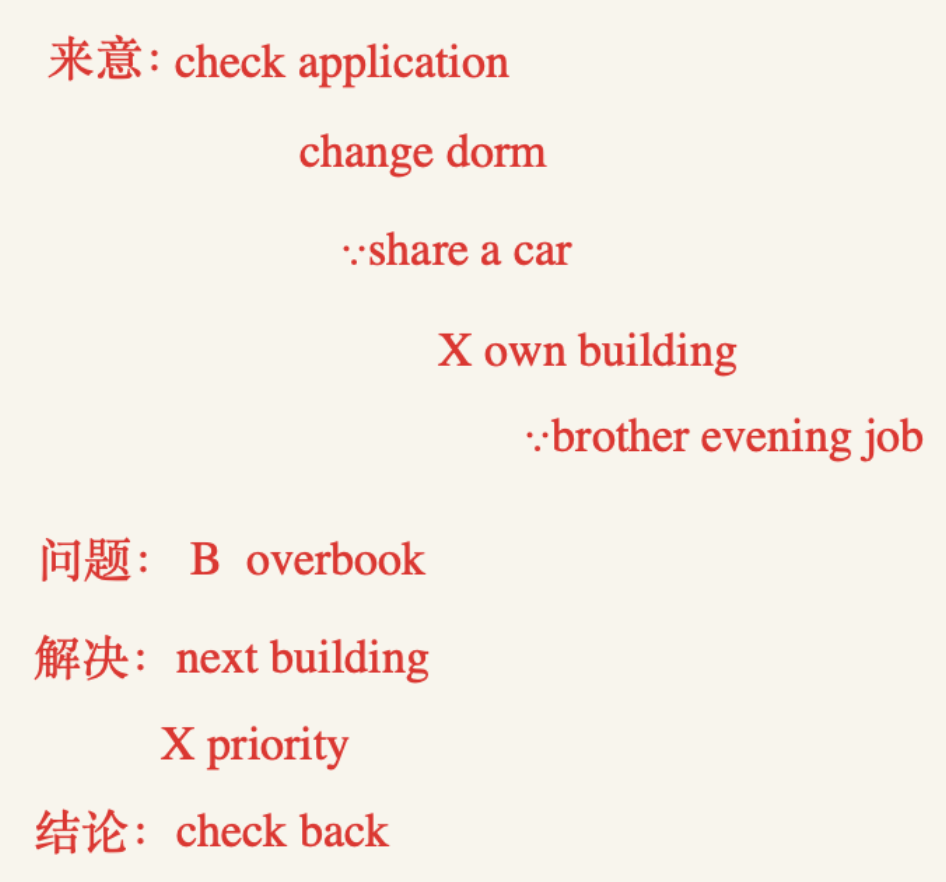 来意：check application
change dorm
∵share a car
X own building
∵brother evening job
问题： B overbook
解决：next building
X priority
结论：check back